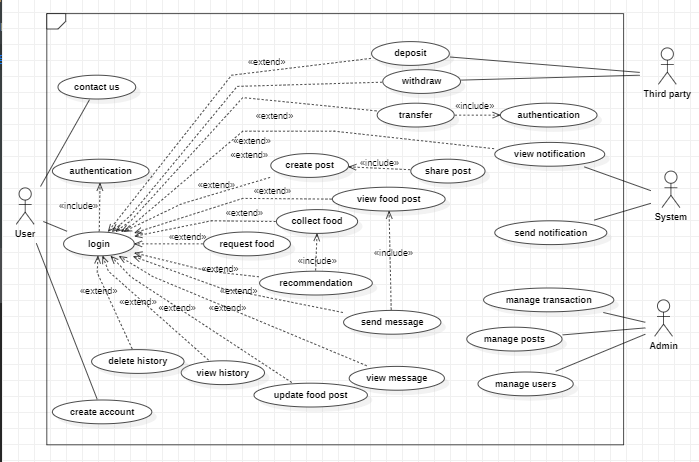 deposit
«extend»
withdraw
contact us
Third party
«include»
transfer
authentication
«extend»
«extend»
view notification
«extend»
create post
«include»
share post
authentication
«extend»
«extend»
view food post
«include»
System
«extend»
collect food
User
send notification
login
«extend»
request food
«include»
«include»
«extend»
recommendation
«extend»
«extend»
manage transaction
«extend»
«extend»
send message
manage posts
Admin
delete history
view history
view message
manage users
update food post
create account